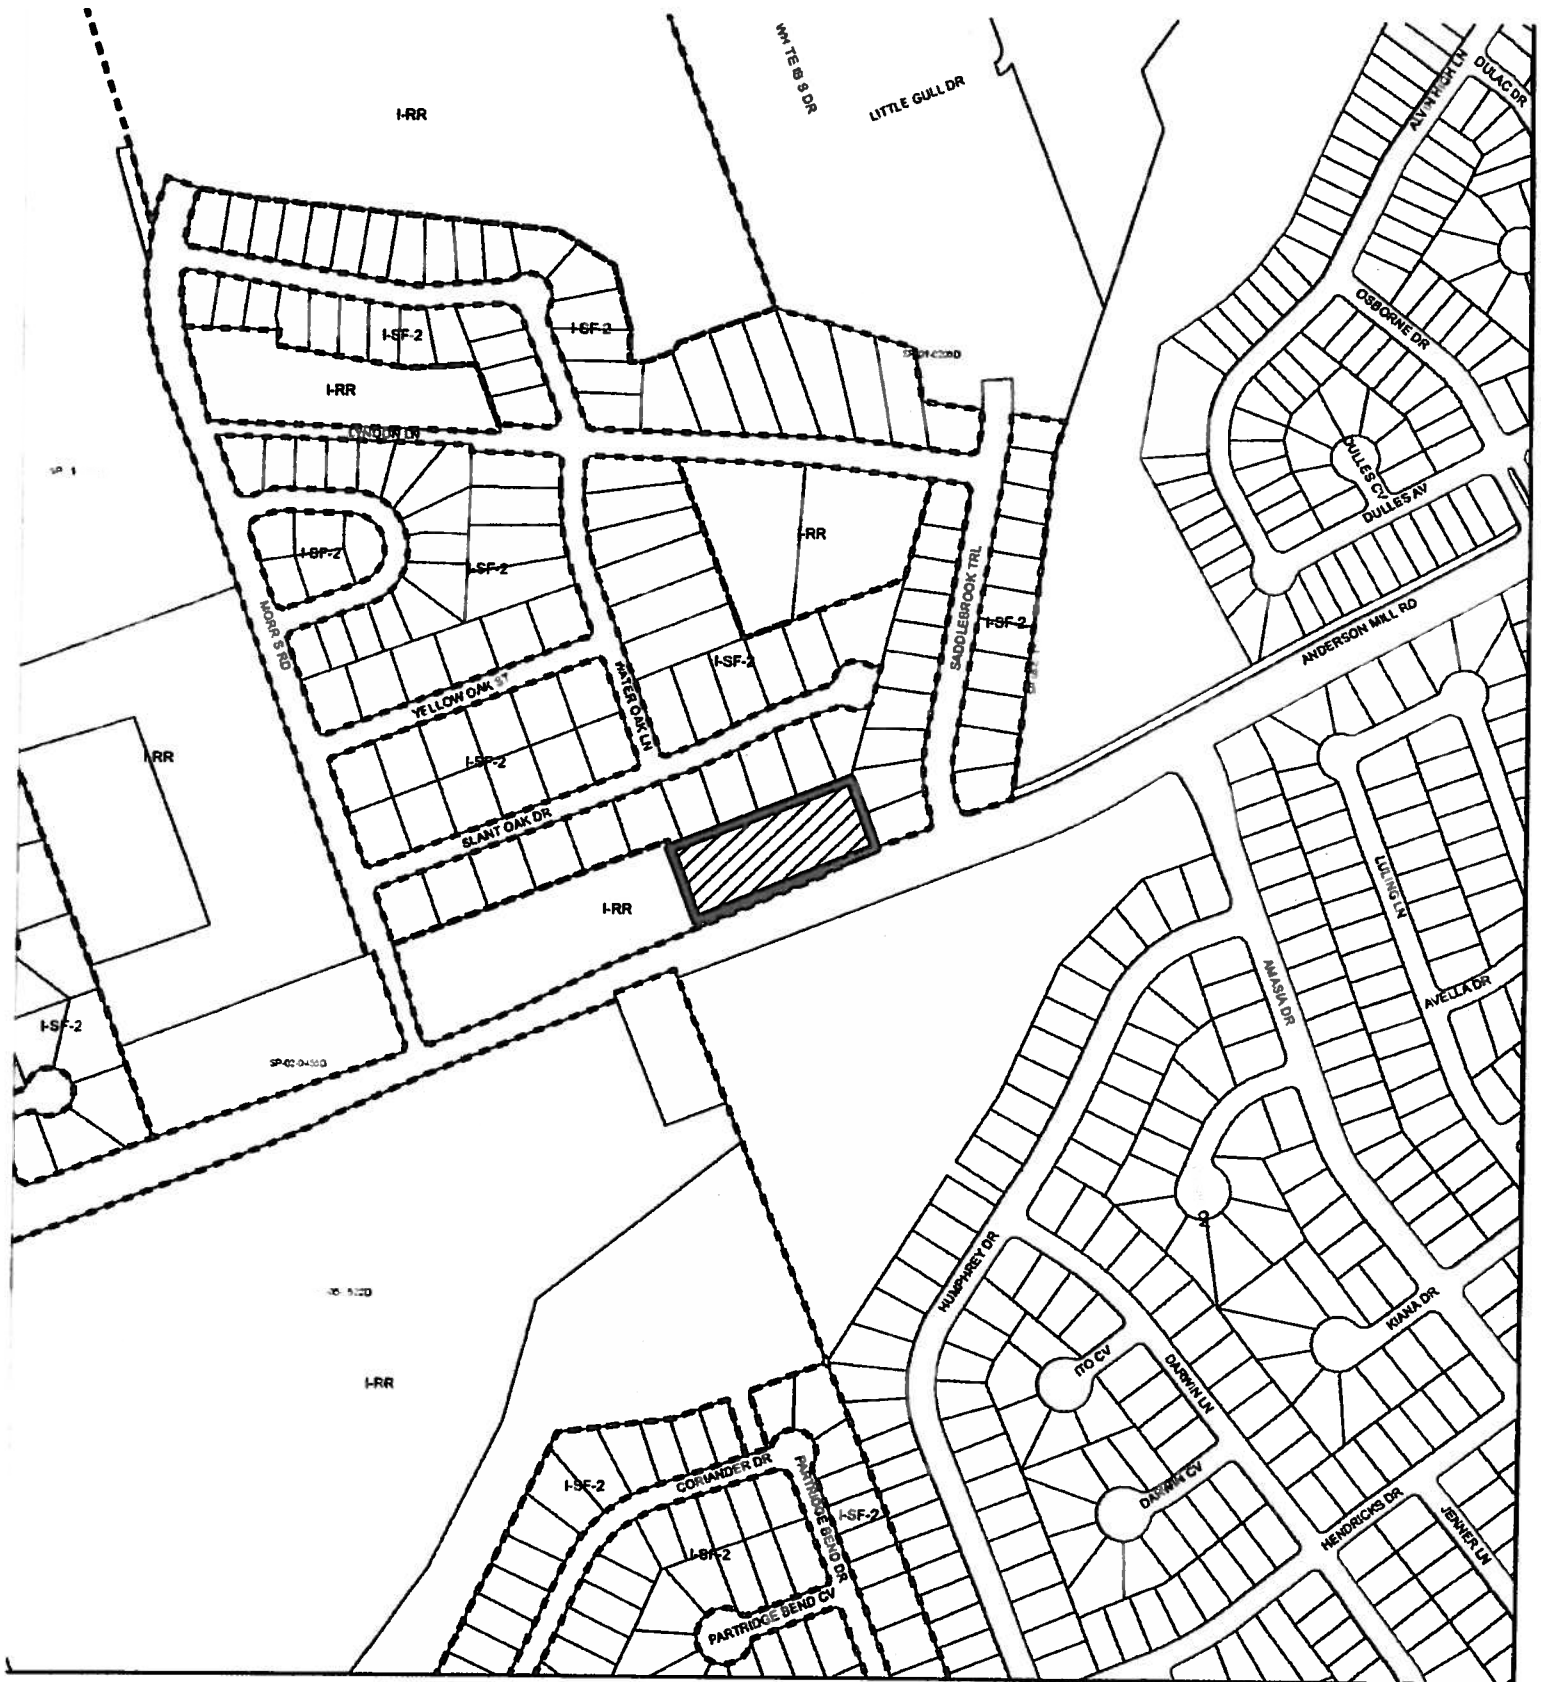 DULAC DR
ALVIN HIGH LN
LITTLE GULL DR
I-RR
OSBORNE DR
I-SF-2
I-SF-2
I-RR
LYNDON LN
DULLES CV
DULLES AV
I-RR
I-SF-2
I-SF-2
SADDLEBROOK TRL
I-SF-2
ANDERSON MILL RD
MORR S RD
I-SF-2
WATER OAK LN
YELLOW OAK ST
I-RR
I-SF-2
SLANT OAK DR
LULING LN
I-RR
AMASIA DR
AVELLA DR
I-SF-2
HUMPHREY DR
KIANA DR
ITO CV
DARWIN LN
I-RR
CORIANDER DR
I-SF-2
DARWIN CV
PARTRIDGE BEND DR
I-SF-2
HENDRICKS DR
JENNER LN
I-SF-2
PARTRIDGE BEND CV